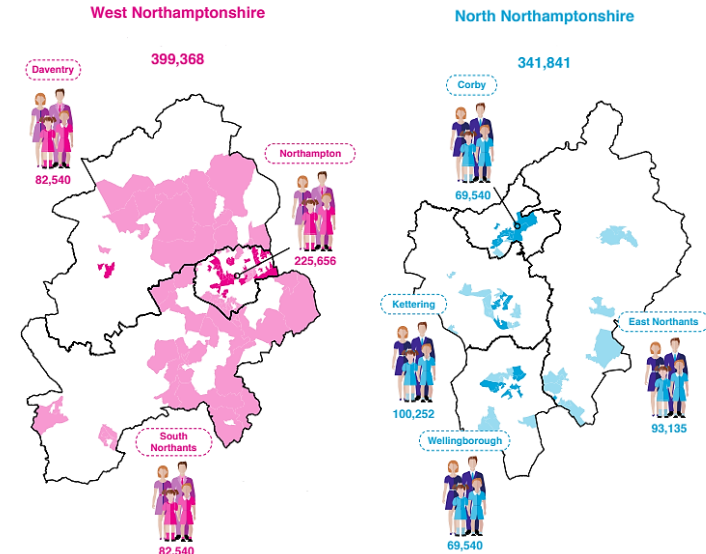 West Northamptonshire
399,368
Daventry
82,540
Northampton
225,656
South
Northants
82,540
North Northamptonshire
341,841
Corby
69,540
Kettering
100,252
East Northants
93,135
Wellingborough
69,540